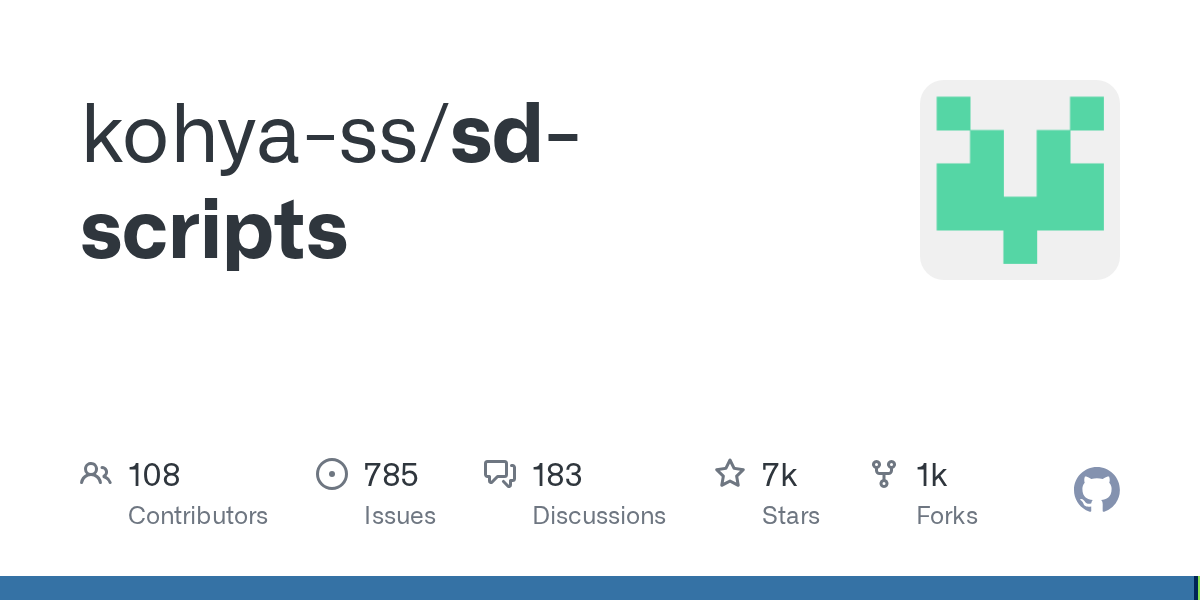 kohya-ss/sd-
scripts
108
Contributors
785
Issues
183
Discussions
7k
Stars
1k
Forks